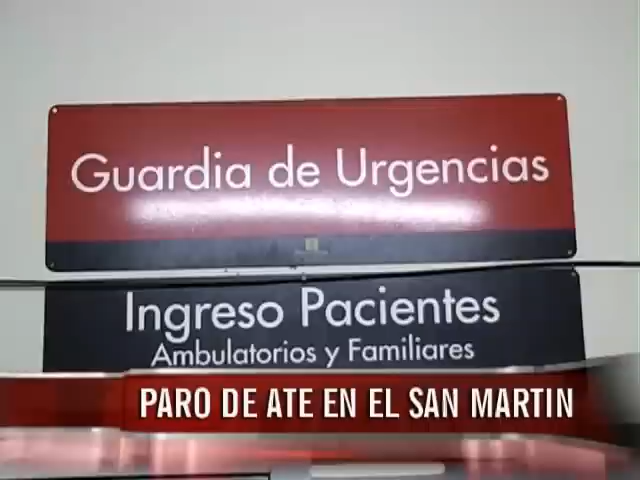 Guardia de Urgencias
Ingreso Pacientes
Ambulatorios y Familiares
PARO DE ATE EN EL SAN MARTIN